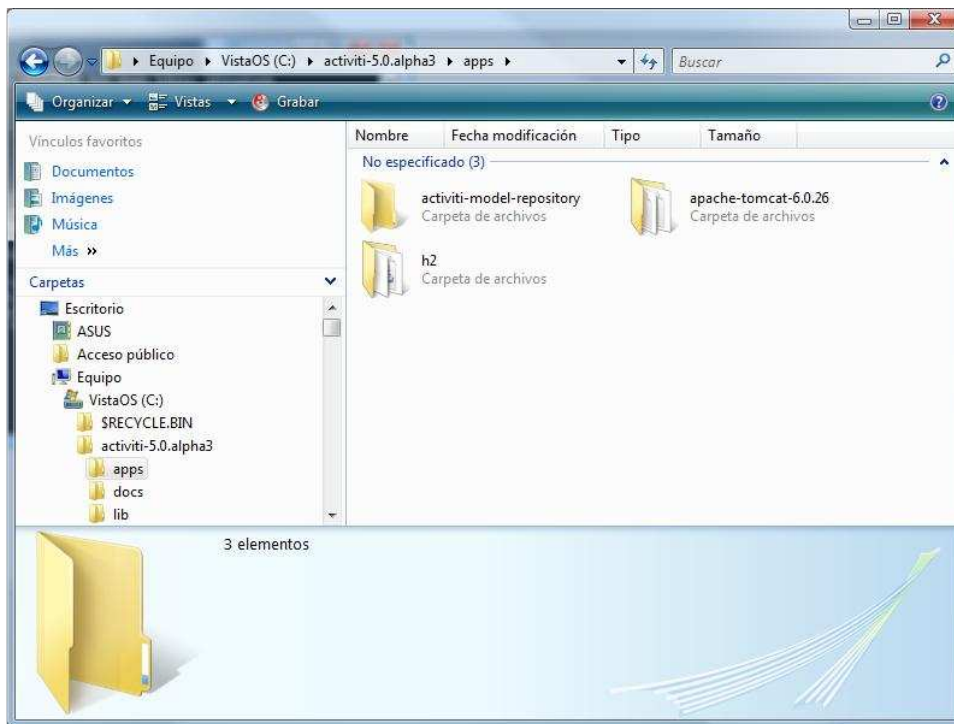 Equipo VistaOS (C:) activiti-5.0.alpha3 apps Buscar
Organizar Vistas Grabar ?
Vínculos favoritos
Documentos
Imágenes
Música
Más »
Carpetas
Escritorio
ASUS
Acceso público
Equipo
VistaOS (C:)
$RECYCLE.BIN
activiti-5.0.alpha3
apps
docs
lib
Nombre Fecha modificación Tipo Tamaño
No especificado (3)
activiti-model-repository
Carpeta de archivos
apache-tomcat-6.0.26
Carpeta de archivos
h2
Carpeta de archivos
3 elementos